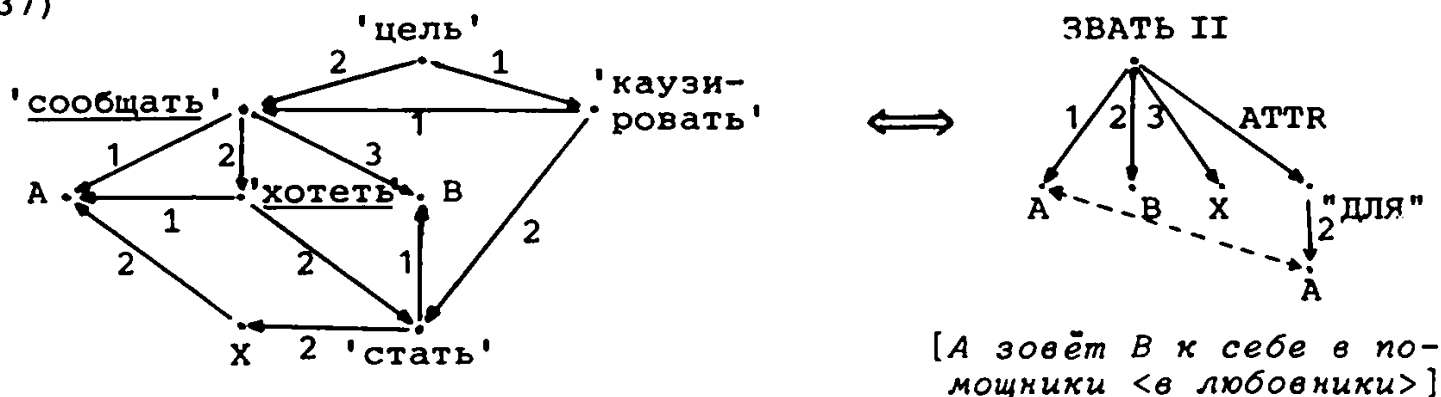 37)
'цель'
ЗВАТЬ II
2 1
'каузи-
ровать'
'сообщать'
1
1 2 3 ATTR
1 2 3
A 'хотеть' B
A B X "ДЛЯ"
1 2
2
2 2 1
A
X 2 'стать'
[A зовёт B к себе в по-
мощники <в любовники>]